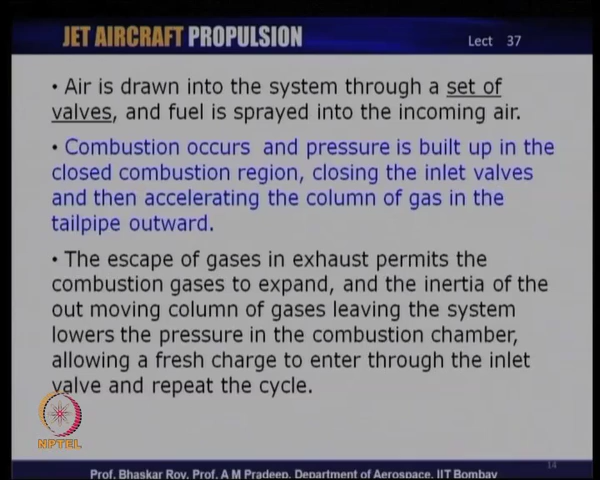 JET AIRCRAFT PROPULSION
Lect 37
• Air is drawn into the system through a set of
valves, and fuel is sprayed into the incoming air.
• Combustion occurs and pressure is built up in the
closed combustion region, closing the inlet valves
and then accelerating the column of gas in the
tailpipe outward.
• The escape of gases in exhaust permits the
combustion gases to expand, and the inertia of the
out moving column of gases leaving the system
lowers the pressure in the combustion chamber,
allowing a fresh charge to enter through the inlet
valve and repeat the cycle.
NPTEL
14
Prof. Bhaskar Roy, Prof. A M Pradeep, Department of Aerospace, IIT Bombay